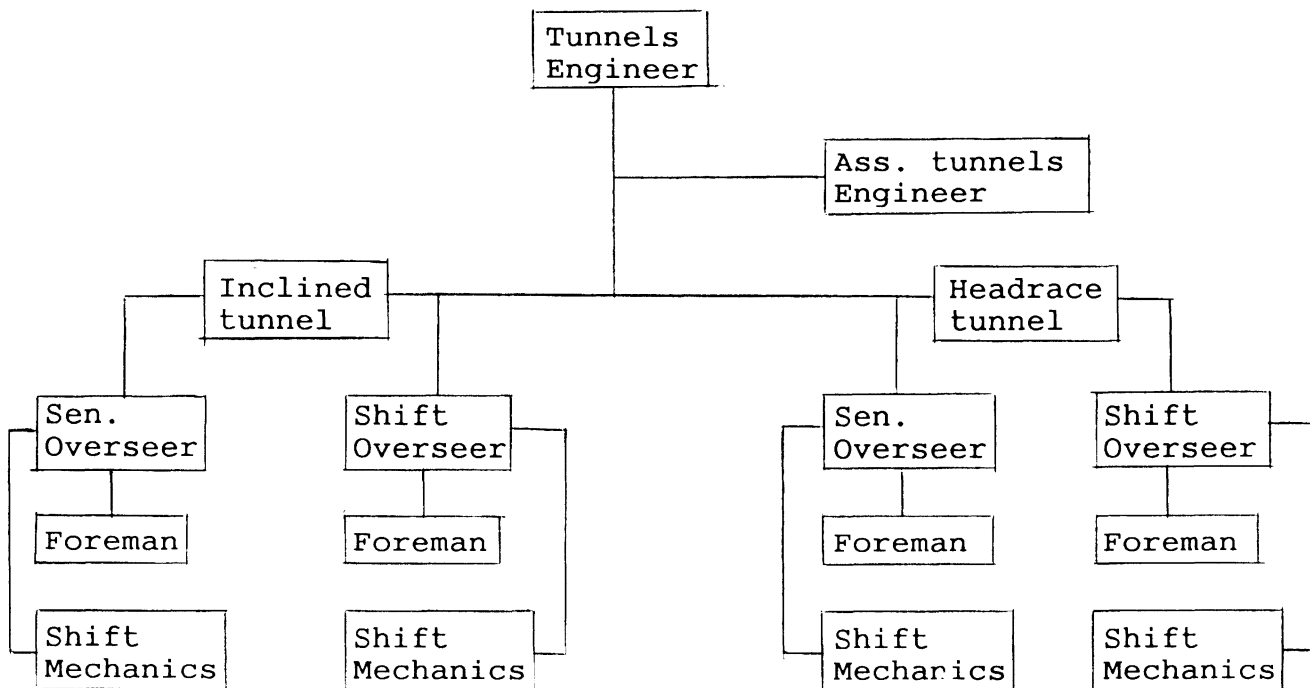 Tunnels
Engineer
Ass. tunnels
Engineer
Inclined
tunnel
Headrace
tunnel
Sen.
Overseer
Shift
Overseer
Sen.
Overseer
Shift
Overseer
Foreman
Foreman
Foreman
Foreman
Shift
Mechanics
Shift
Mechanics
Shift
Mechanics
Shift
Mechanics